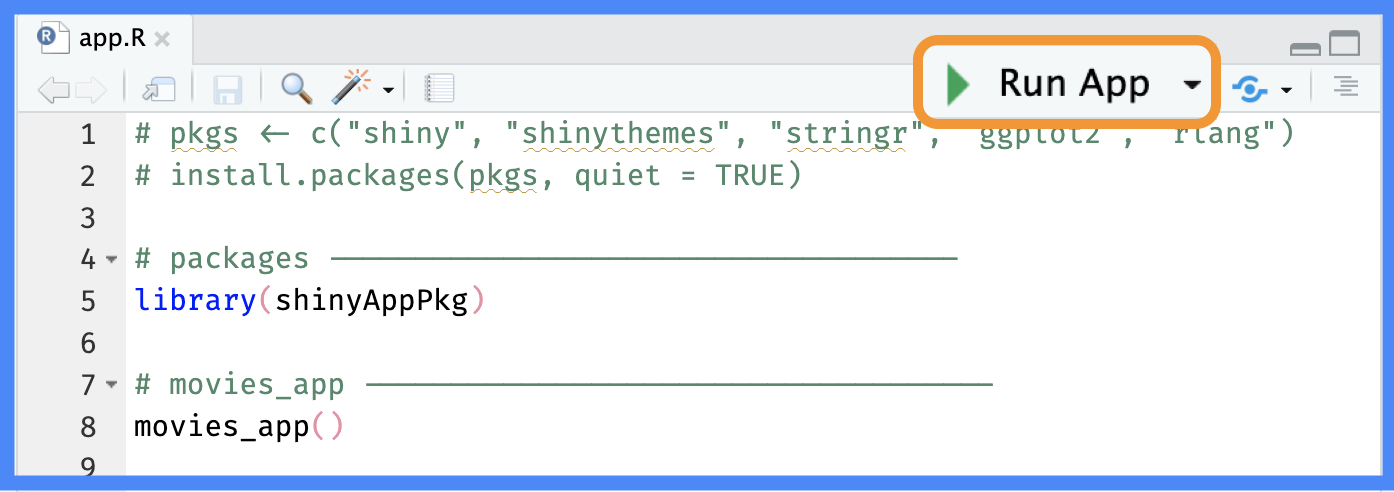 app.R
Run App
1 # pkgs <- c("shiny", "shinythemes", "stringr", "ggplot2", "rlang")
2 # install.packages(pkgs, quiet = TRUE)
3
4 # packages ────────────────────────────────────
5 library(shinyAppPkg)
6
7 # movies_app ────────────────────────────────────
8 movies_app()
9